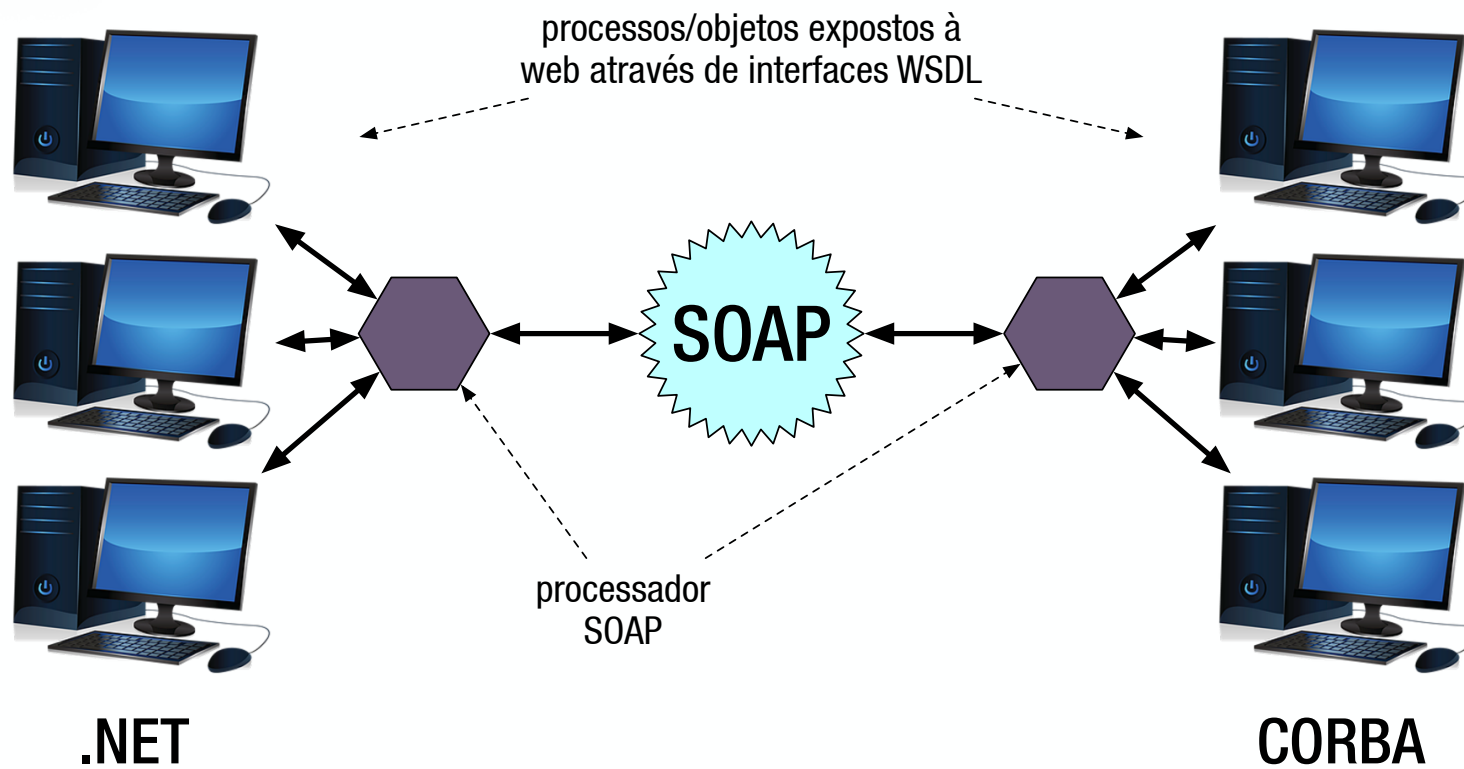 processos/objetos expostos à
web através de interfaces WSDL
SOAP
processador
SOAP
.NET
CORBA